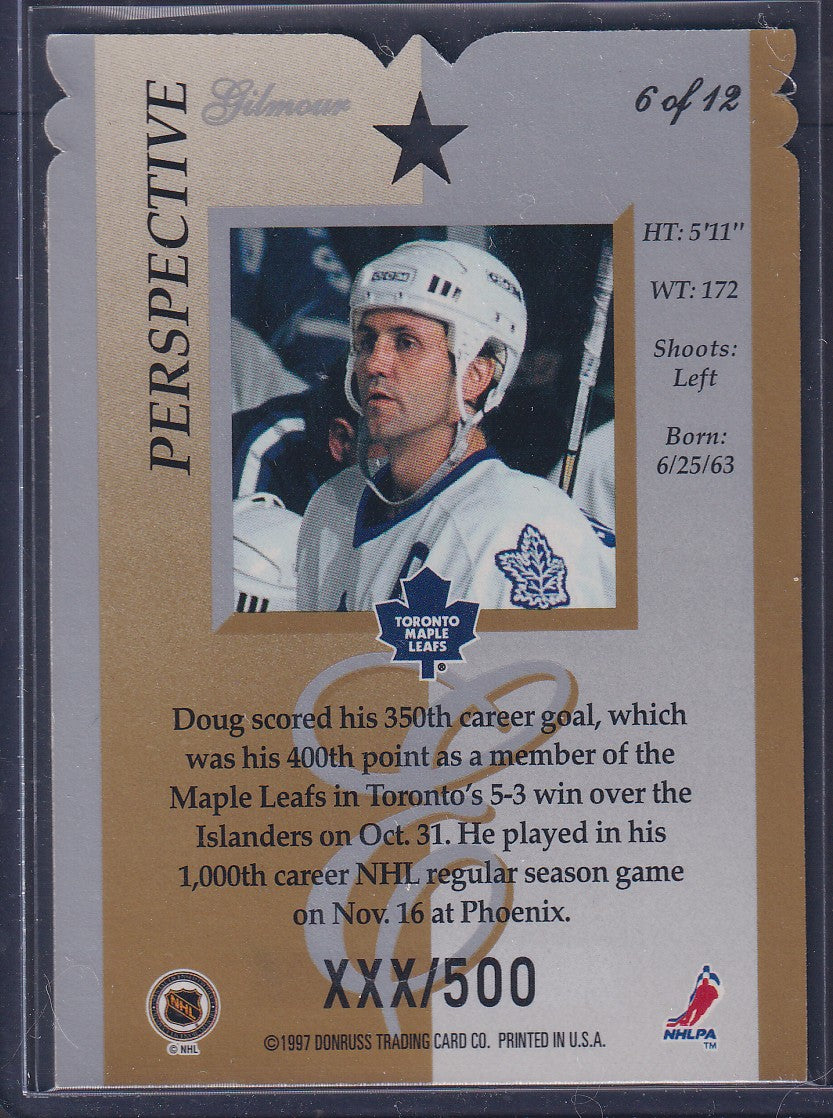 PERSPECTIVE
Gilmour
6 of 12
HT: 5'11"
WT: 172
Shoots:
Left
Born:
6/25/63
TORONTO
MAPLE
LEAFS
®
Doug scored his 350th career goal, which
was his 400th point as a member of the
Maple Leafs in Toronto's 5-3 win over the
Islanders on Oct. 31. He played in his
1,000th career NHL regular season game
on Nov. 16 at Phoenix.
XXX/500
NHL
© NHL
©1997 DONRUSS TRADING CARD CO. PRINTED IN U.S.A.
NHLPA
TM